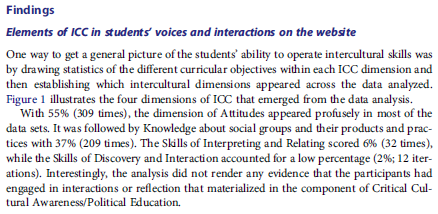 Findings
Elements of ICC in students' voices and interactions on the website
One way to get a general picture of the students' ability to operate intercultural skills was
by drawing statistics of the different curricular objectives within each ICC dimension and
then establishing which intercultural dimensions appeared across the data analyzed.
Figure 1 illustrates the four dimensions of ICC that emerged from the data analysis.
With 55% (309 times), the dimension of Attitudes appeared profusely in most of the
data sets. It was followed by Knowledge about social groups and their products and prac-
tices with 37% (209 times). The Skills of Interpreting and Relating scored 6% (32 times),
while the Skills of Discovery and Interaction accounted for a low percentage (2%; 12 iter-
ations). Interestingly, the analysis did not render any evidence that the participants had
engaged in interactions or reflection that materialized in the component of Critical Cul-
tural Awareness/Political Education.